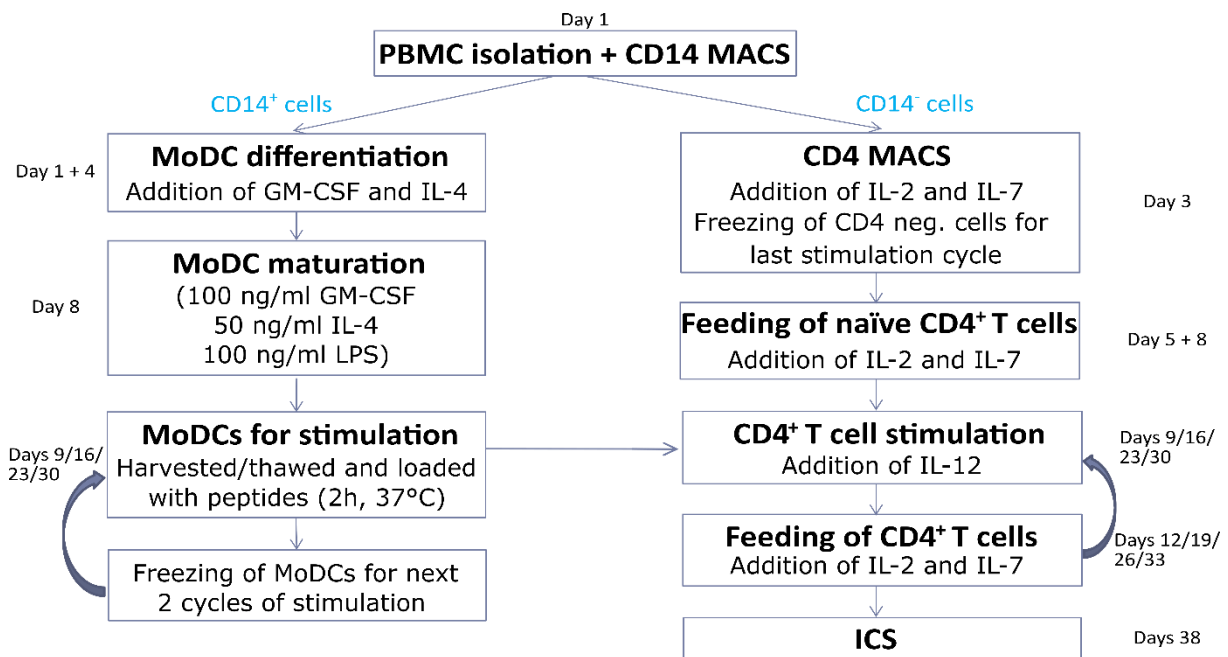 Day 1
PBMC isolation + CD14 MACS
CD14⁺ cells
CD14⁻ cells
Day 1 + 4
MoDC differentiation
Addition of GM-CSF and IL-4
CD4 MACS
Addition of IL-2 and IL-7
Freezing of CD4 neg. cells for
last stimulation cycle
Day 3
Day 8
MoDC maturation
(100 ng/ml GM-CSF
50 ng/ml IL-4
100 ng/ml LPS)
Feeding of naïve CD4⁺ T cells
Addition of IL-2 and IL-7
Day 5 + 8
Days 9/16/
23/30
MoDCs for stimulation
Harvested/thawed and loaded
with peptides (2h, 37°C)
CD4⁺ T cell stimulation
Addition of IL-12
Days 9/16/
23/30
Freezing of MoDCs for next
2 cycles of stimulation
Feeding of CD4⁺ T cells
Addition of IL-2 and IL-7
Days 12/19/
26/33
ICS
Days 38